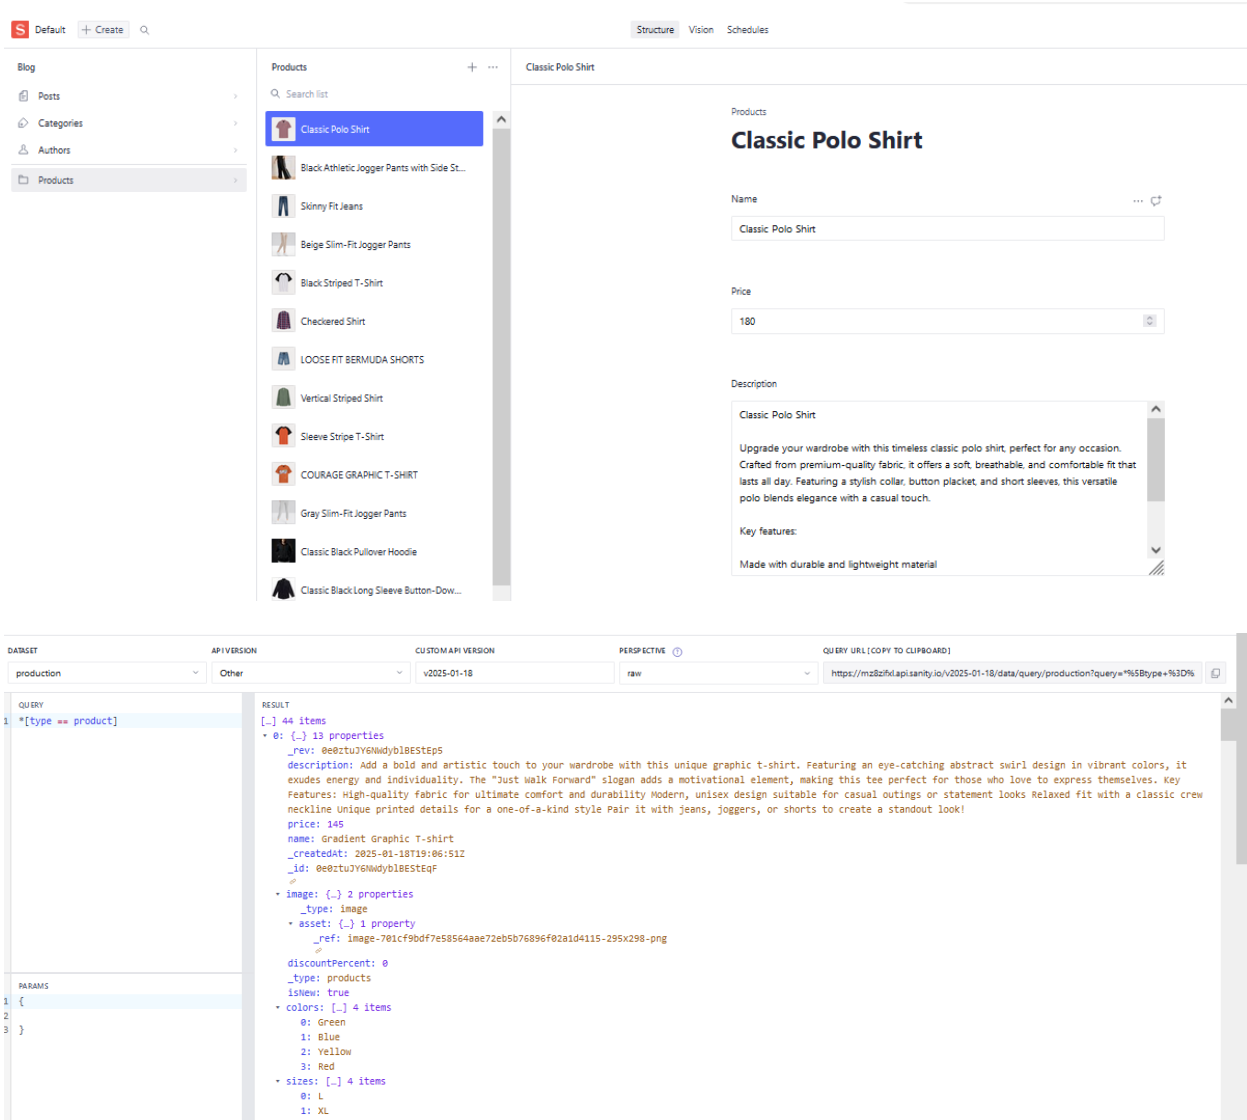 S Default + Create
Structure Vision Schedules
Blog
Posts
Categories
Authors
Products
Products
Search list
Classic Polo Shirt
Black Athletic Jogger Pants with Side St...
Skinny Fit Jeans
Beige Slim-Fit Jogger Pants
Black Striped T-Shirt
Checkered Shirt
LOOSE FIT BERMUDA SHORTS
Vertical Striped Shirt
Sleeve Stripe T-Shirt
COURAGE GRAPHIC T-SHIRT
Gray Slim-Fit Jogger Pants
Classic Black Pullover Hoodie
Classic Black Long Sleeve Button-Dow...
Classic Polo Shirt
Products
Classic Polo Shirt
Name
Classic Polo Shirt
Price
180
Description
Classic Polo Shirt
Upgrade your wardrobe with this timeless classic polo shirt, perfect for any occasion.
Crafted from premium-quality fabric, it offers a soft, breathable, and comfortable fit that
lasts all day. Featuring a stylish collar, button placket, and short sleeves, this versatile
polo blends elegance with a casual touch.
Key features:
Made with durable and lightweight material
DATASET
production
API VERSION
Other
CUSTOM API VERSION
v2025-01-18
PERSPECTIVE
raw
QUERY URL [COPY TO CLIPBOARD]
https://mz8zifxl.api.sanity.io/v2025-01-18/data/query/production?query=*%5Btype+%3D%
QUERY
1 *[type == product]
PARAMS
1 {
2
3 }
RESULT
[…] 44 items
0: {…} 13 properties
_rev: 0e0ztuJY6NWdyblBEStEp5
description: Add a bold and artistic touch to your wardrobe with this unique graphic t-shirt. Featuring an eye-catching abstract swirl design in vibrant colors, it
exudes energy and individuality. The "Just Walk Forward" slogan adds a motivational element, making this tee perfect for those who love to express themselves. Key
Features: High-quality fabric for ultimate comfort and durability Modern, unisex design suitable for casual outings or statement looks Relaxed fit with a classic crew
neckline Unique printed details for a one-of-a-kind style Pair it with jeans, joggers, or shorts to create a standout look!
price: 145
name: Gradient Graphic T-shirt
_createdAt: 2025-01-18T19:06:51Z
_id: 0e0ztuJY6NWdyblBEStEqF
image: {…} 2 properties
_type: image
asset: {…} 1 property
_ref: image-701cf9bdf7e58564aae72eb5b76896f02a1d4115-295x298-png
discountPercent: 0
_type: products
isNew: true
colors: […] 4 items
0: Green
1: Blue
2: Yellow
3: Red
sizes: […] 4 items
0: L
1: XL